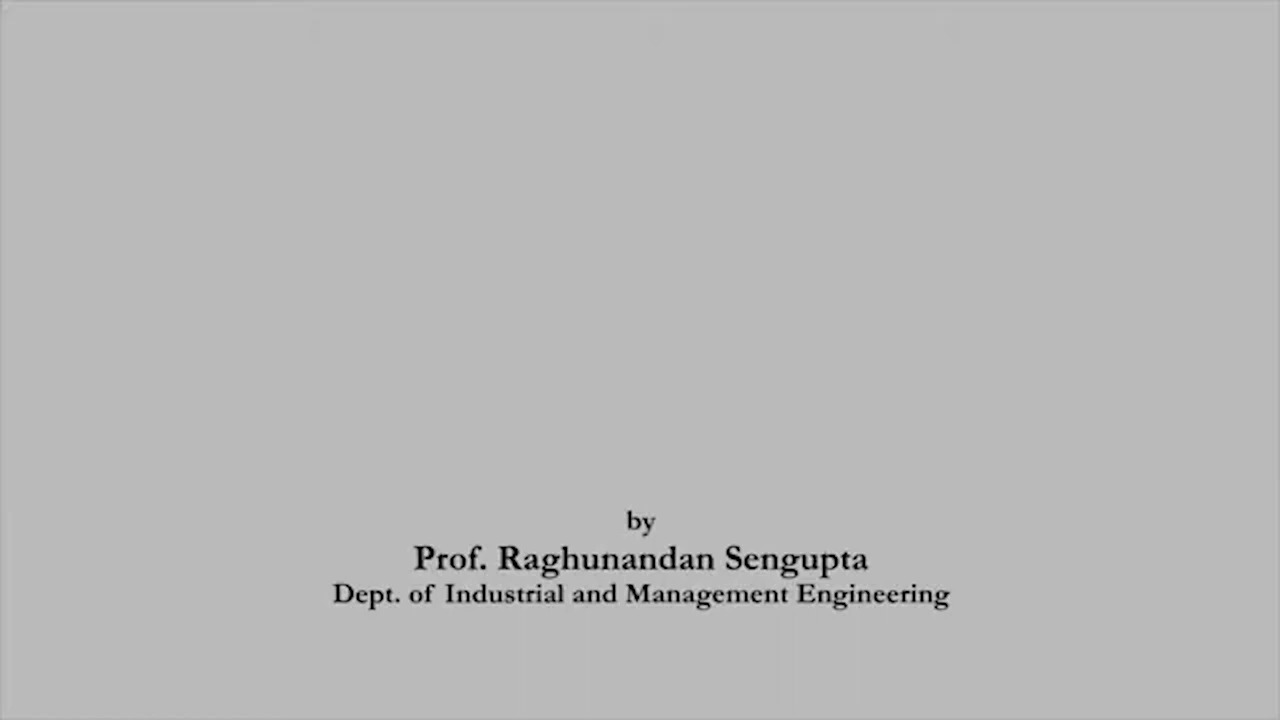 by
Prof. Raghunandan Sengupta
Dept. of Industrial and Management Engineering